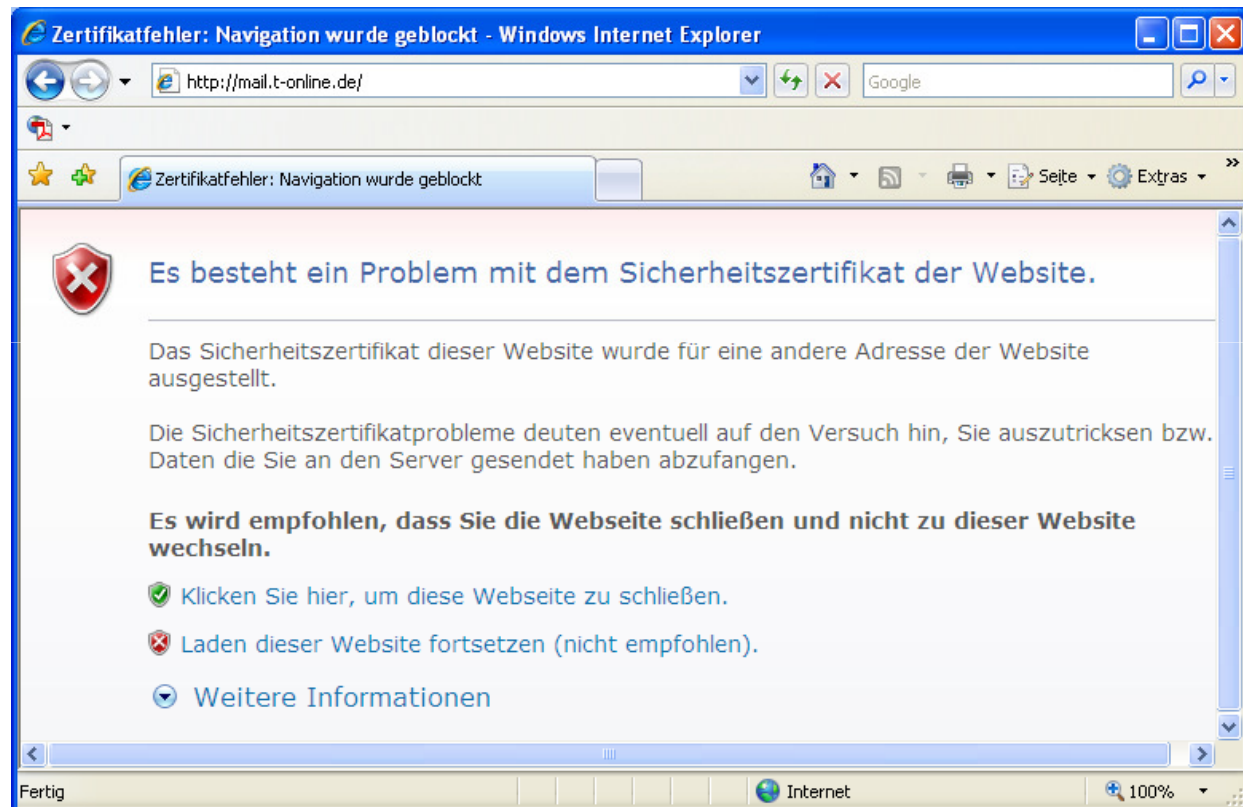 Zertifikatfehler: Navigation wurde geblockt - Windows Internet Explorer
http://mail.t-online.de/
Google
Zertifikatfehler: Navigation wurde geblockt
Seite
Extras
»
Es besteht ein Problem mit dem Sicherheitszertifikat der Website.
Das Sicherheitszertifikat dieser Website wurde für eine andere Adresse der Website
ausgestellt.
Die Sicherheitszertifikatprobleme deuten eventuell auf den Versuch hin, Sie auszutricksen bzw.
Daten die Sie an den Server gesendet haben abzufangen.
Es wird empfohlen, dass Sie die Webseite schließen und nicht zu dieser Website
wechseln.
Klicken Sie hier, um diese Webseite zu schließen.
Laden dieser Website fortsetzen (nicht empfohlen).
Weitere Informationen
Fertig
Internet
100%